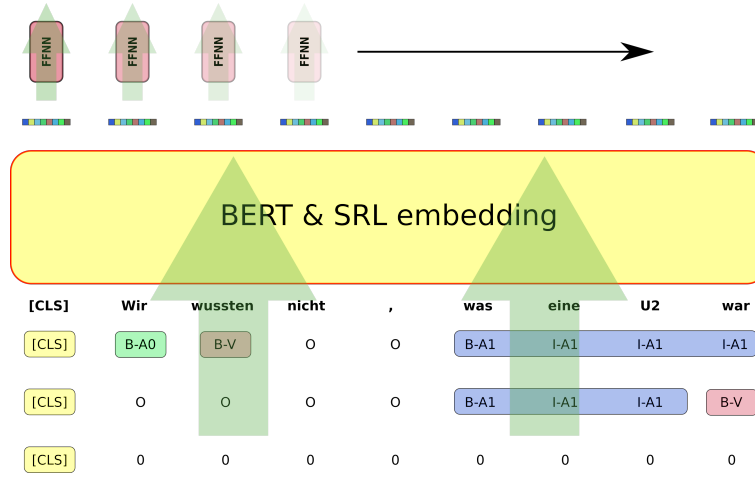 FFNN FFNN FFNN FFNN
BERT & SRL embedding
[CLS] Wir wussten nicht , was eine U2 war
[CLS] B-A0 B-V O O B-A1 I-A1 I-A1 I-A1
[CLS] O O O O B-A1 I-A1 I-A1 B-V
[CLS] 0 0 0 0 0 0 0 0